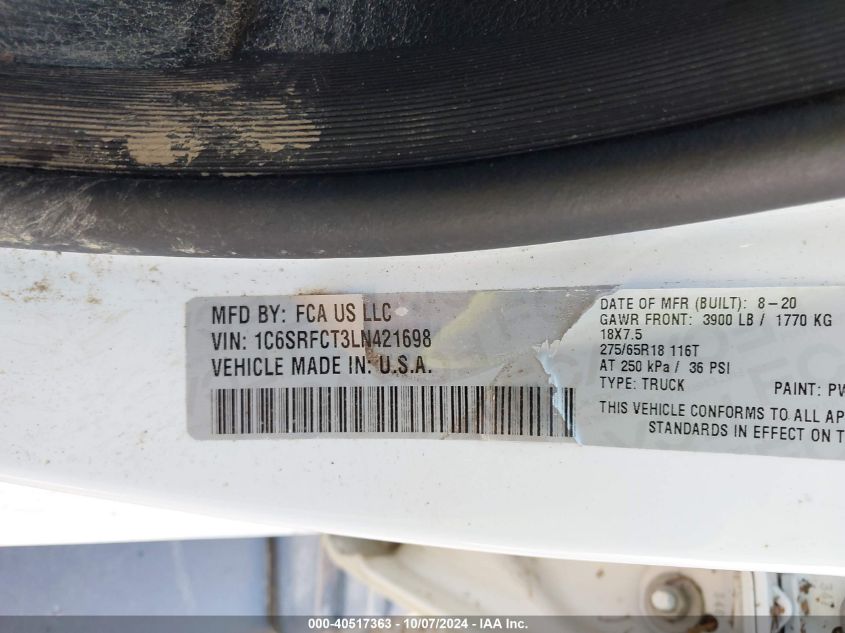 MFD BY: FCA US LLC
VIN: 1C6SRFCT3LN421698
VEHICLE MADE IN: U.S.A.
DATE OF MFR (BUILT): 8-20
GAWR FRONT: 3900 LB / 1770 KG
18X7.5
275/65R18 116T
AT 250 kPa / 36 PSI
TYPE: TRUCK PAINT: PW
THIS VEHICLE CONFORMS TO ALL AP
STANDARDS IN EFFECT ON T
000-40517363 - 10/07/2024 - IAA Inc.